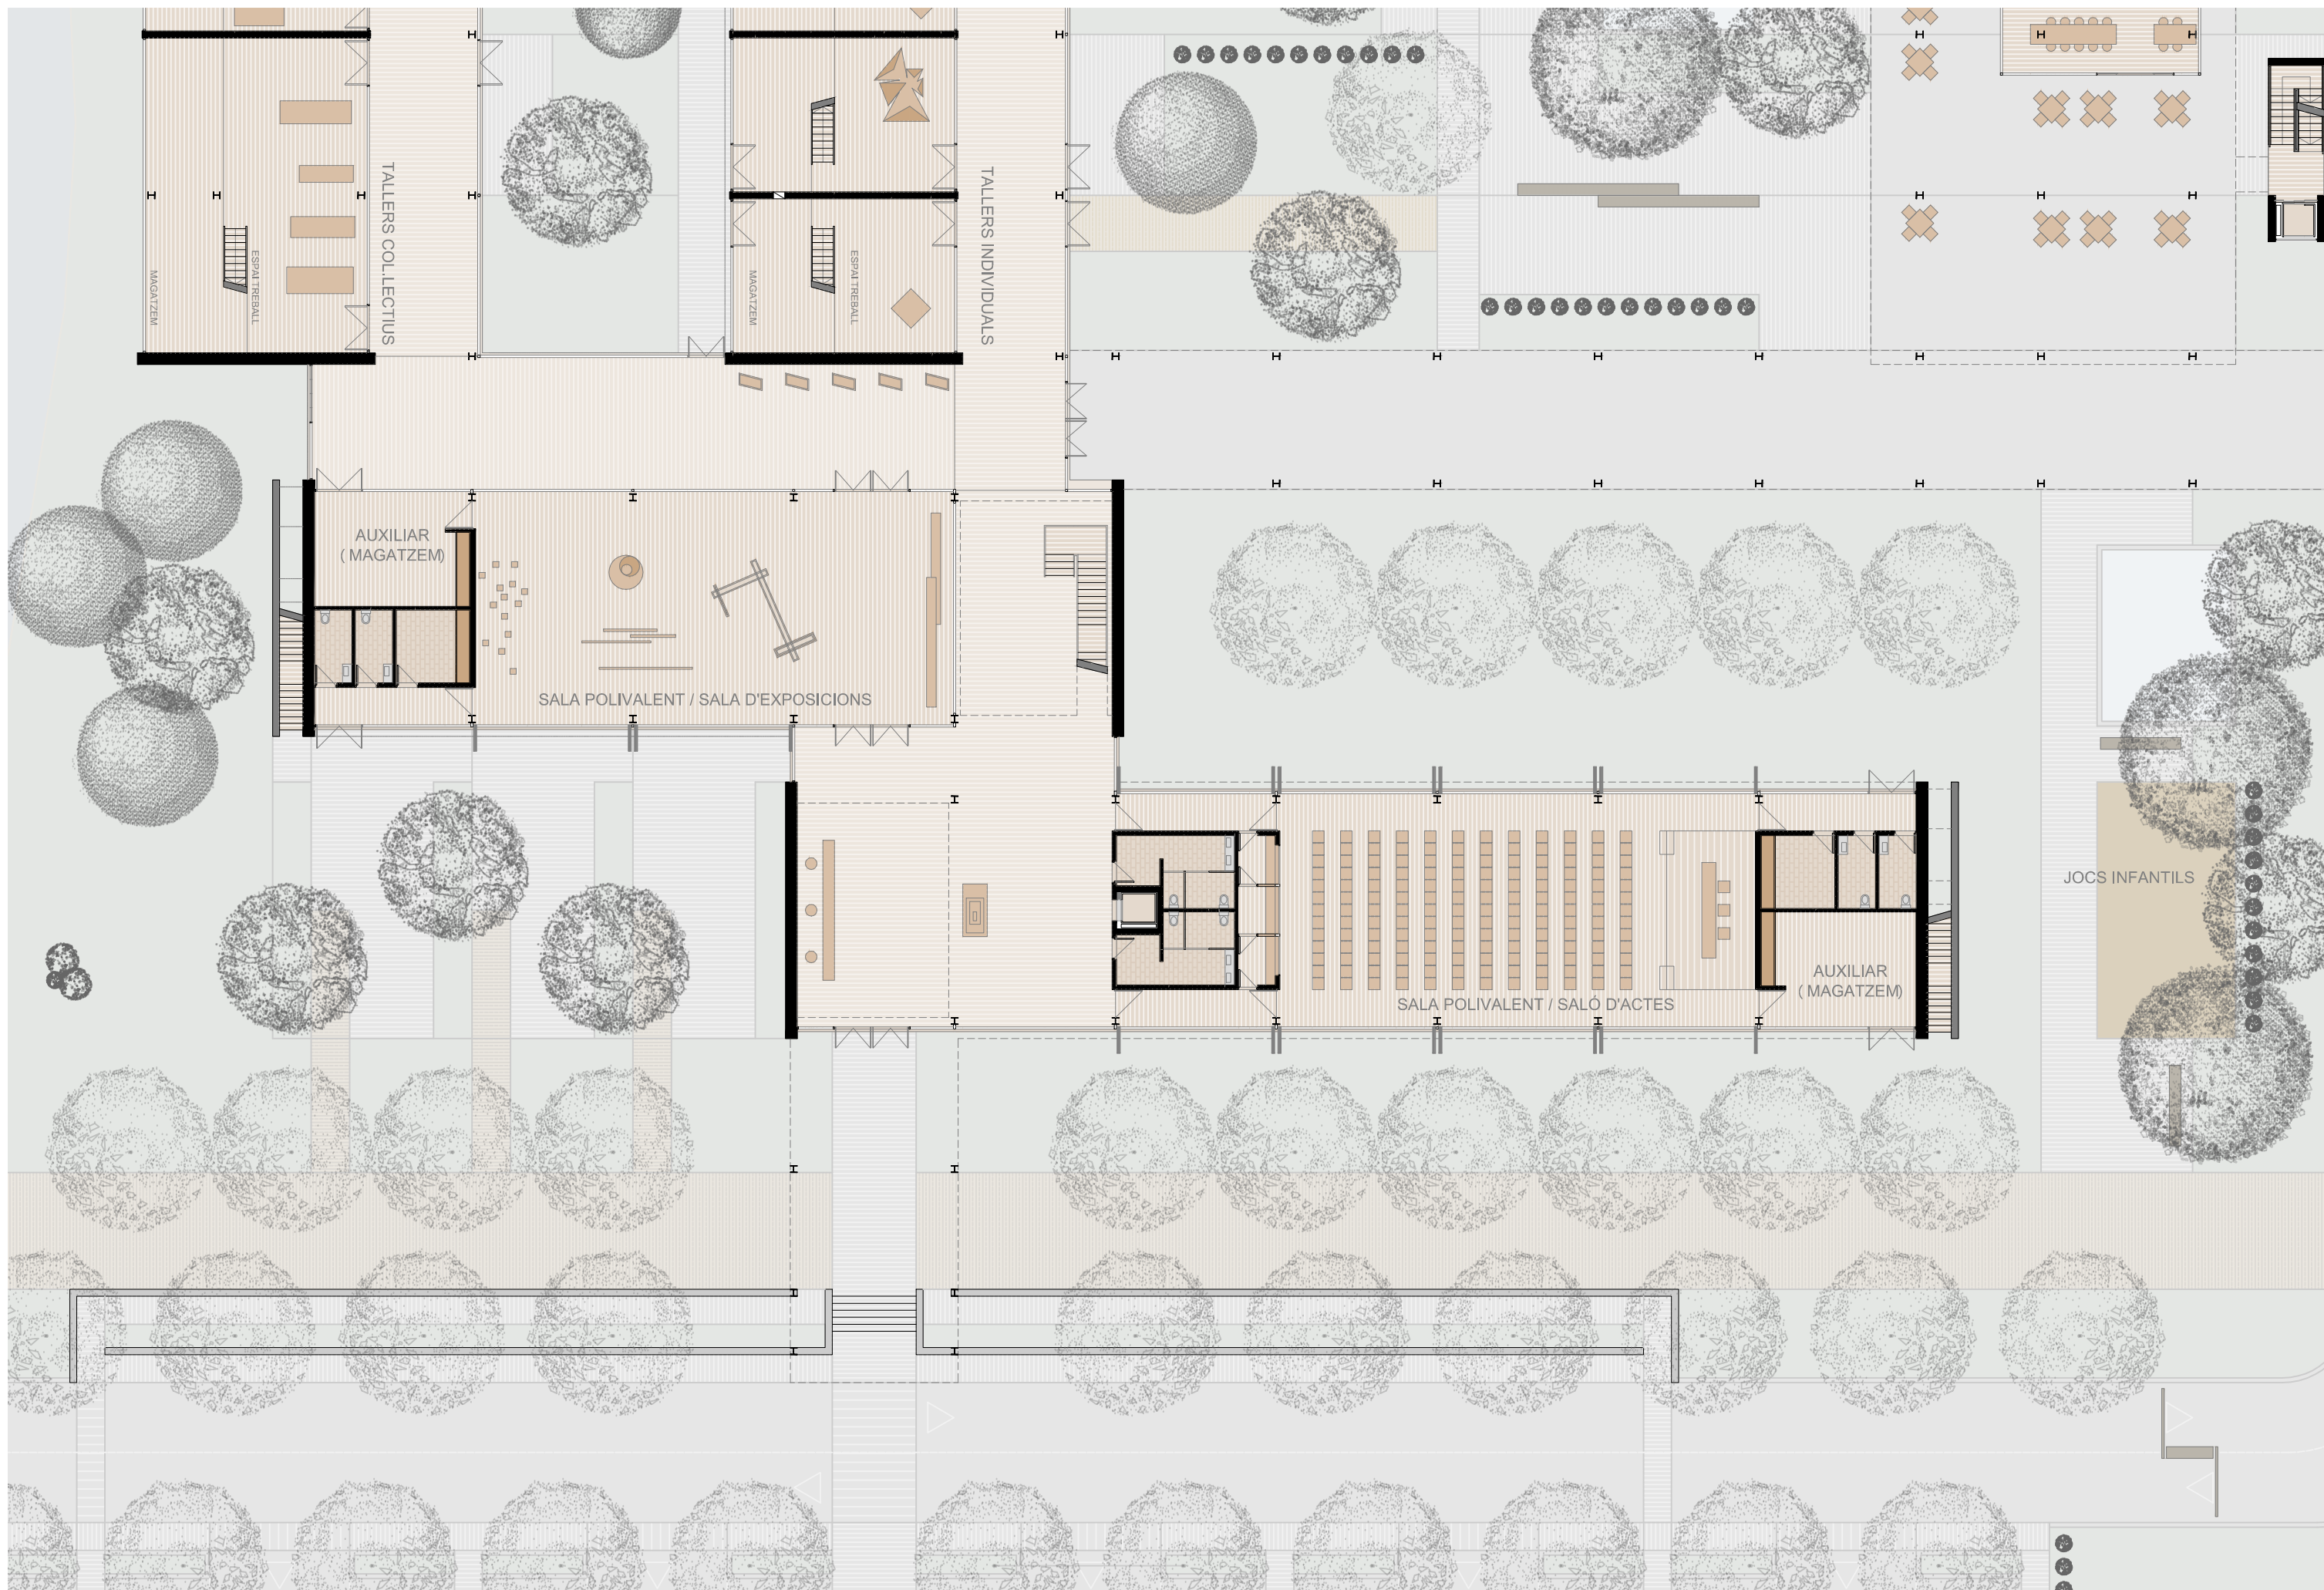 TALLERS COL.LECTIUS
TALLERS INDIVIDUALS
MAGATZEM
ESPAI TREBALL
MAGATZEM
ESPAI TREBALL
AUXILIAR
( MAGATZEM)
SALA POLIVALENT / SALA D'EXPOSICIONS
JOCS INFANTILS
AUXILIAR
( MAGATZEM)
SALA POLIVALENT / SALÓ D'ACTES